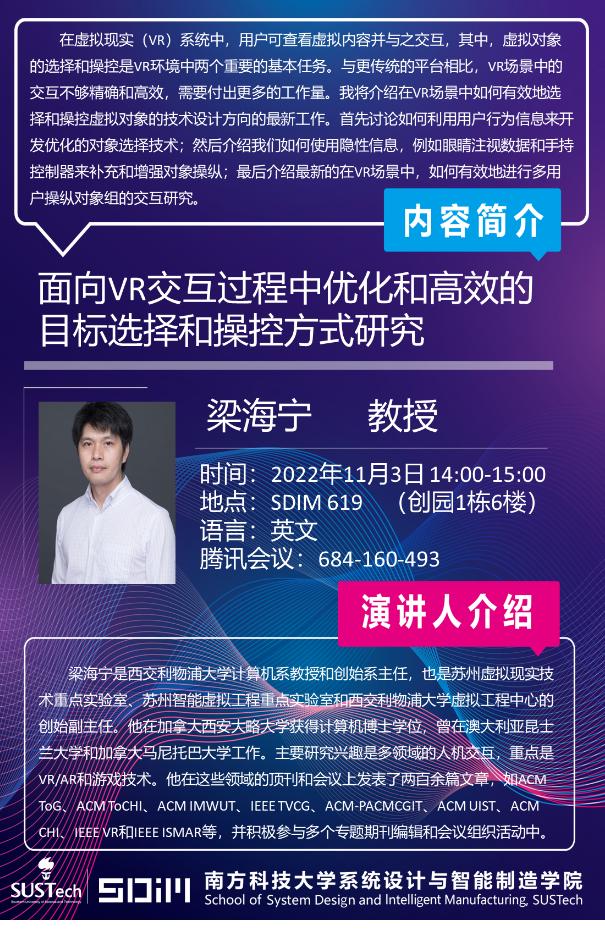 在虚拟现实（VR）系统中，用户可查看虚拟内容并与之交互，其中，虚拟对象
的选择和操控是VR环境中两个重要的基本任务。与更传统的平台相比，VR场景中的
交互不够精确和高效，需要付出更多的工作量。我将介绍在VR场景中如何有效地选
择和操控虚拟对象的技术设计方向的最新工作。首先讨论如何利用用户行为信息来开
发优化的对象选择技术；然后介绍我们如何使用隐性信息，例如眼睛注视数据和手持
控制器来补充和增强对象操纵；最后介绍最新的在VR场景中，如何有效地进行多用
户操纵对象组的交互研究。
内容简介
面向VR交互过程中优化和高效的
目标选择和操控方式研究
梁海宁 教授
时间：2022年11月3日 14:00-15:00
地点：SDIM 619 （创园1栋6楼）
语言：英文
腾讯会议：684-160-493
演讲人介绍
梁海宁是西交利物浦大学计算机系教授和创始系主任，也是苏州虚拟现实技
术重点实验室、苏州智能虚拟工程重点实验室和西交利物浦大学虚拟工程中心的
创始副主任。他在加拿大西安大略大学获得计算机博士学位，曾在澳大利亚昆士
兰大学和加拿大马尼托巴大学工作。主要研究兴趣是多领域的人机交互，重点是
VR/AR和游戏技术。他在这些领域的顶刊和会议上发表了两百余篇文章，如ACM
ToG、ACM ToCHI、ACM IMWUT、IEEE TVCG、ACM-PACMCGIT、ACM UIST、ACM
CHI、IEEE VR和IEEE ISMAR等，并积极参与多个专题期刊编辑和会议组织活动中。
SUSTech
Southern University of Science and Technology
SDIM
南方科技大学系统设计与智能制造学院
School of System Design and Intelligent Manufacturing, SUSTech